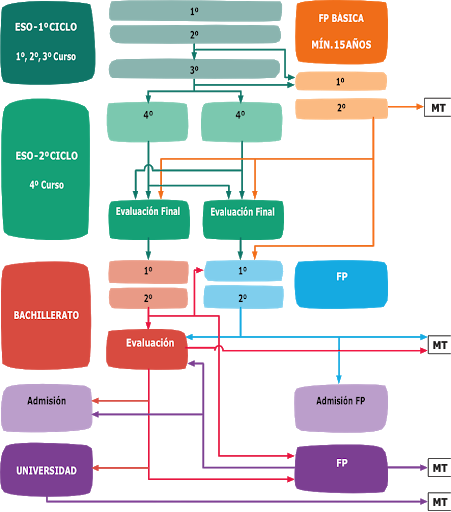 ESO-1ºCICLO
1º, 2º, 3º Curso
1º
2º
3º
FP BÁSICA
MÍN.15AÑOS
1º
2º
MT
ESO-2ºCICLO
4º Curso
4º
4º
Evaluación Final
Evaluación Final
BACHILLERATO
1º
2º
1º
2º
FP
Evaluación
MT
Admisión
Admisión FP
UNIVERSIDAD
FP
MT
MT